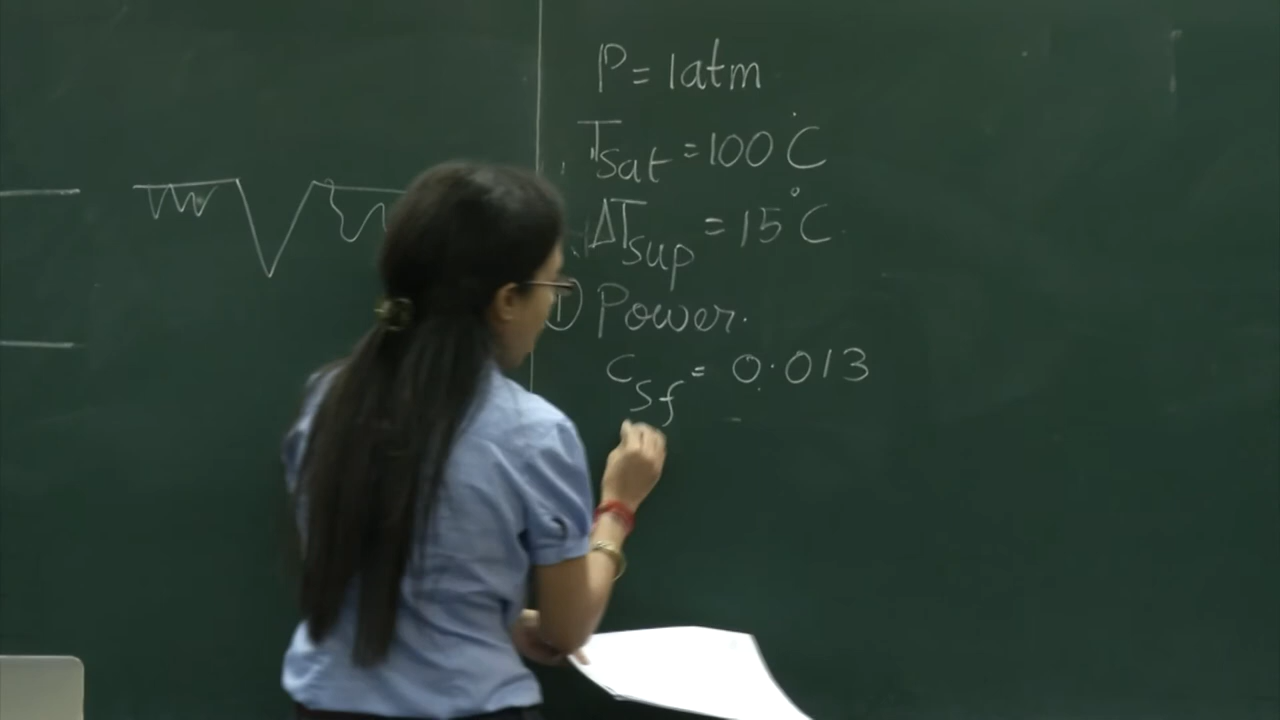 P = 1atm
Tsat = 100°C
ΔTsup = 15°C
① Power.
Csf = 0.013